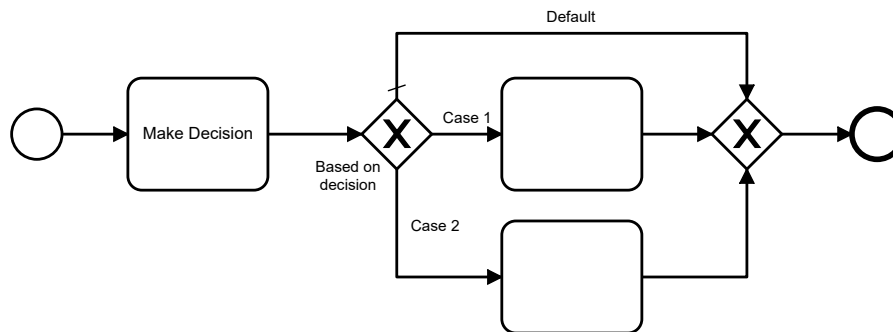 Default
Make Decision
Case 1
Based on
decision
Case 2